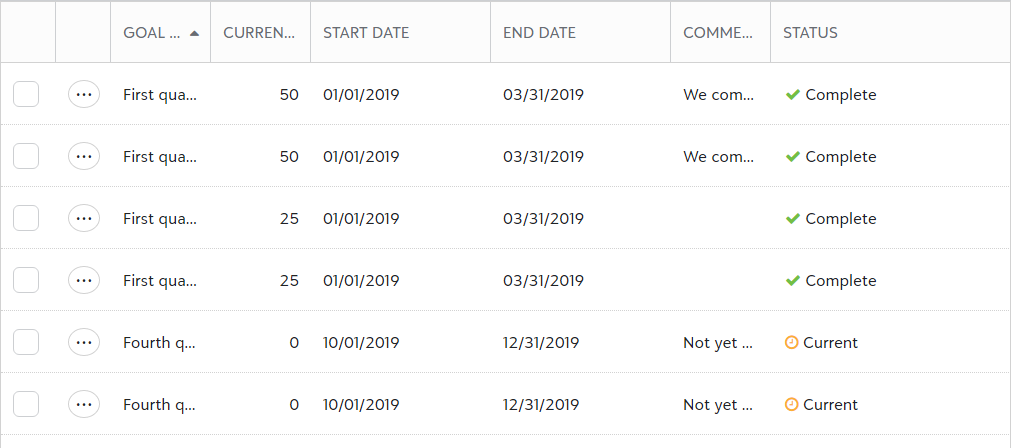 GOAL ... CURREN... START DATE END DATE COMME... STATUS
First qua... 50 01/01/2019 03/31/2019 We com... Complete
First qua... 50 01/01/2019 03/31/2019 We com... Complete
First qua... 25 01/01/2019 03/31/2019 Complete
First qua... 25 01/01/2019 03/31/2019 Complete
Fourth q... 0 10/01/2019 12/31/2019 Not yet ... Current
Fourth q... 0 10/01/2019 12/31/2019 Not yet ... Current